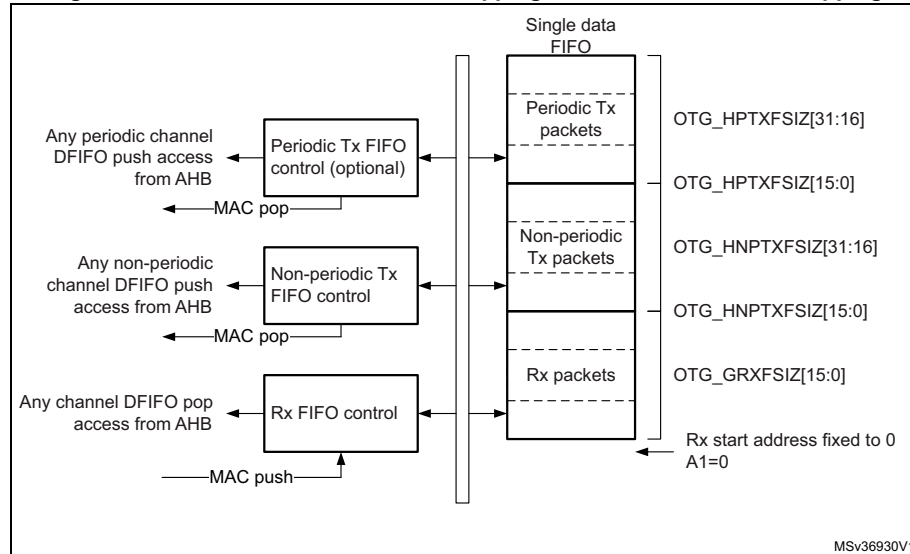 Single data
FIFO
Periodic Tx
packets
OTG_HPTXFSIZ[31:16]
Any periodic channel
DFIFO push access
from AHB
Periodic Tx FIFO
control (optional)
MAC pop
OTG_HPTXFSIZ[15:0]
Non-periodic
Tx packets
OTG_HNPTXFSIZ[31:16]
Any non-periodic
channel DFIFO push
access from AHB
Non-periodic Tx
FIFO control
MAC pop
OTG_HNPTXFSIZ[15:0]
Rx packets
OTG_GRXFSIZ[15:0]
Any channel DFIFO pop
access from AHB
Rx FIFO control
MAC push
Rx start address fixed to 0
A1=0